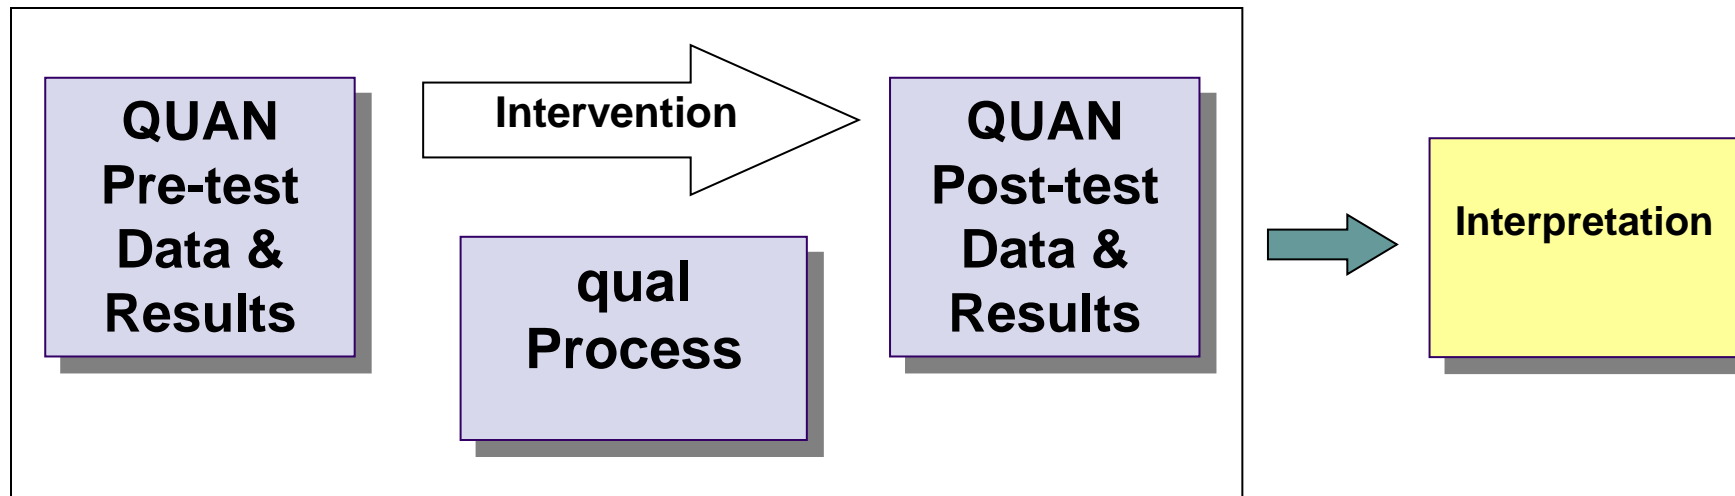 QUAN
Pre-test
Data &
Results
Intervention
qual
Process
QUAN
Post-test
Data &
Results
Interpretation